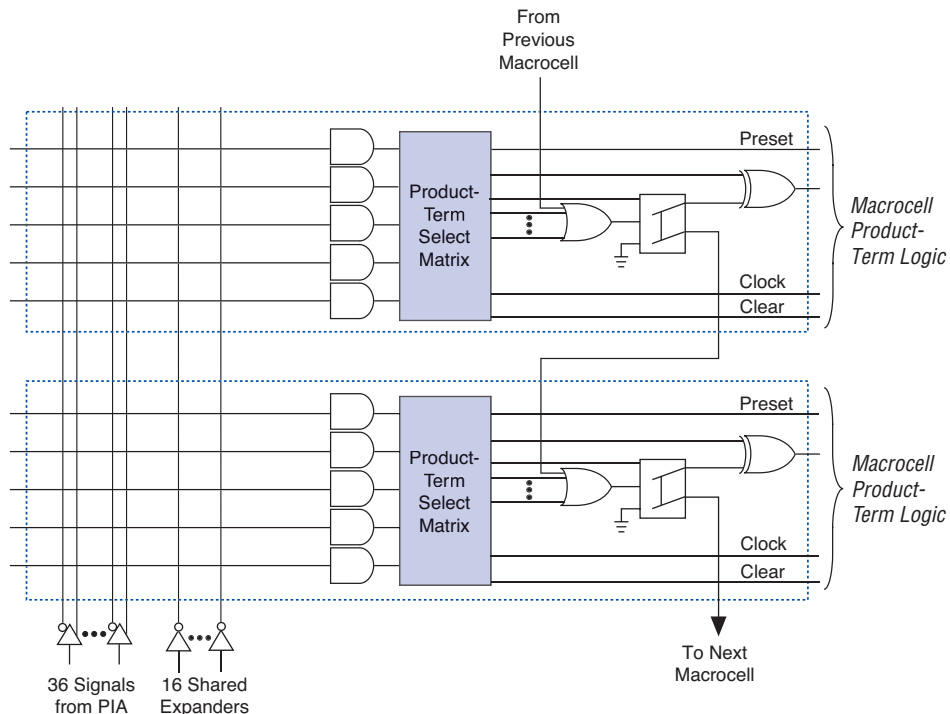 From
Previous
Macrocell
Preset
Product-
Term
Select
Matrix
Macrocell
Product-
Term Logic
Clock
Clear
Preset
Product-
Term
Select
Matrix
Macrocell
Product-
Term Logic
Clock
Clear
36 Signals
from PIA
16 Shared
Expanders
To Next
Macrocell